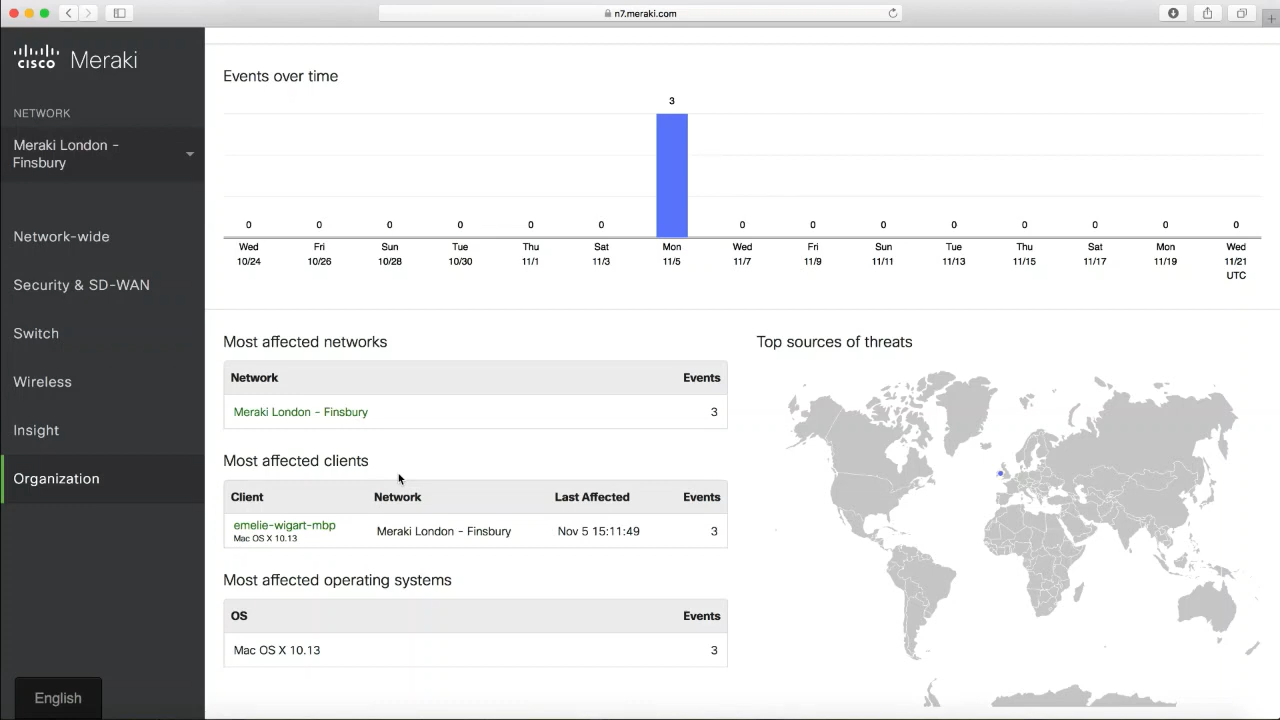 n7.meraki.com
cisco Meraki
NETWORK
Meraki London -
Finsbury
Network-wide
Security & SD-WAN
Switch
Wireless
Insight
Organization
English
Events over time
3
0 0 0 0 0 0 0 0 0 0 0 0 0 0
Wed Fri Sun Tue Thu Sat Mon Wed Fri Sun Tue Thu Sat Mon Wed
10/24 10/26 10/28 10/30 11/1 11/3 11/5 11/7 11/9 11/11 11/13 11/15 11/17 11/19 11/21
UTC
Most affected networks
Network Events
Meraki London - Finsbury 3
Most affected clients
Client Network Last Affected Events
emelie-wigart-mbp Meraki London - Finsbury Nov 5 15:11:49 3
Mac OS X 10.13
Most affected operating systems
OS Events
Mac OS X 10.13 3
Top sources of threats